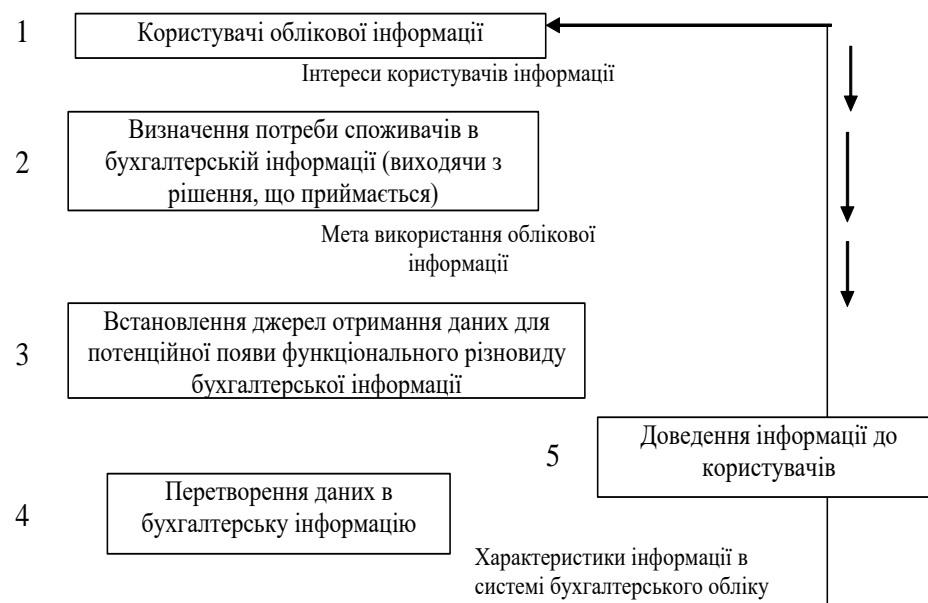 1
Користувачі облікової інформації
Інтереси користувачів інформації
2
Визначення потреби споживачів в
бухгалтерській інформації (виходячи з
рішення, що приймається)
Мета використання облікової
інформації
3
Встановлення джерел отримання даних для
потенційної появи функціонального різновиду
бухгалтерської інформації
5
Доведення інформації до
користувачів
4
Перетворення даних в
бухгалтерську інформацію
Характеристики інформації в
системі бухгалтерського обліку